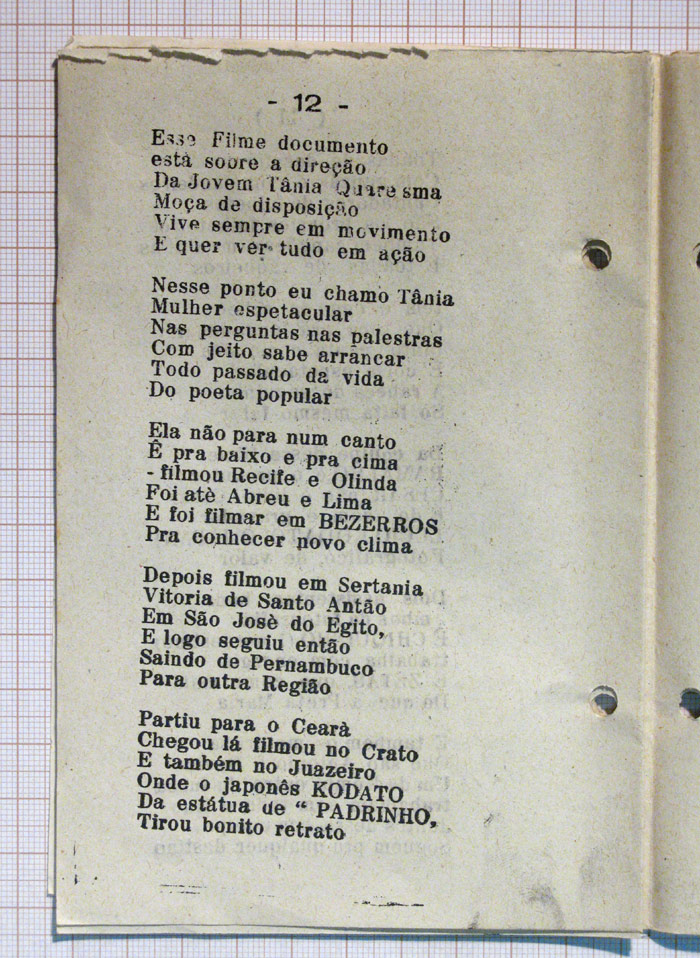 - 12 -
Esse Filme documento
està sobre a direção
Da Jovem Tânia Quaresma
Moça de disposição
Vive sempre em movimento
E quer ver tudo em ação
Nesse ponto eu chamo Tânia
Mulher espetacular
Nas perguntas nas palestras
Com jeito sabe arrâncar
Todo passado da vida
Do poeta popular
Ela não para num canto
Ê pra baixo e pra cima
- filmou Recife e Olinda
Foi atè Abreu e Lima
E foi filmar em BEZERROS
Pra conhecer novo clima
Depois filmou em Sertania
Vitoria de Santo Antão
Em São Josè do Egito,
E logo seguiu então
Saindo de Pernambuco
Para outra Região
Partiu para o Cearà
Chegou lá filmou no Crato
E também no Juazeiro
Onde o japonês KODATO
Da estátua de “ PADRINHO,
Tirou bonito retrato